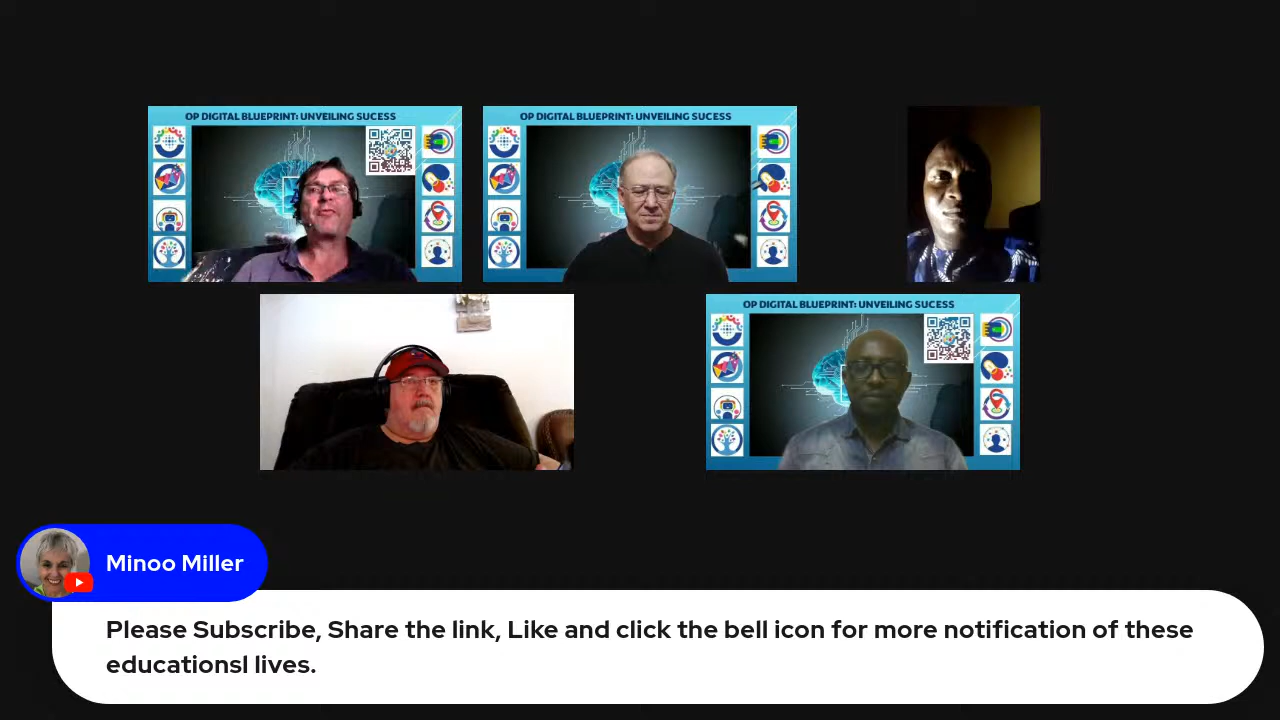 OP DIGITAL BLUEPRINT: UNVEILING SUCESS
OP DIGITAL BLUEPRINT: UNVEILING SUCESS
OP DIGITAL BLUEPRINT: UNVEILING SUCESS
Minoo Miller
Please Subscribe, Share the link, Like and click the bell icon for more notification of these
educationsl lives.